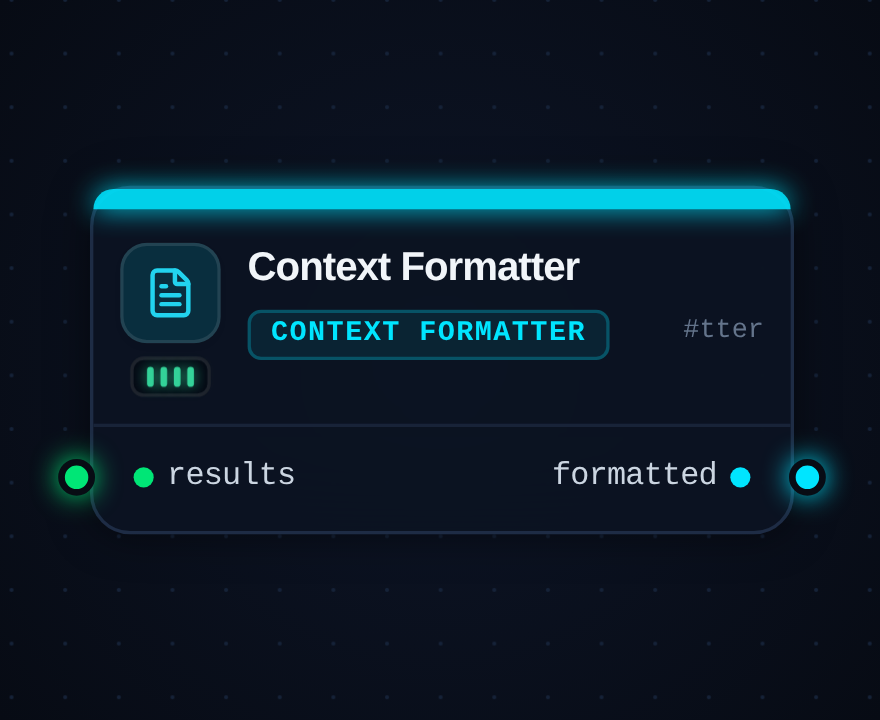 Context Formatter
CONTEXT FORMATTER
#tter
results
formatted